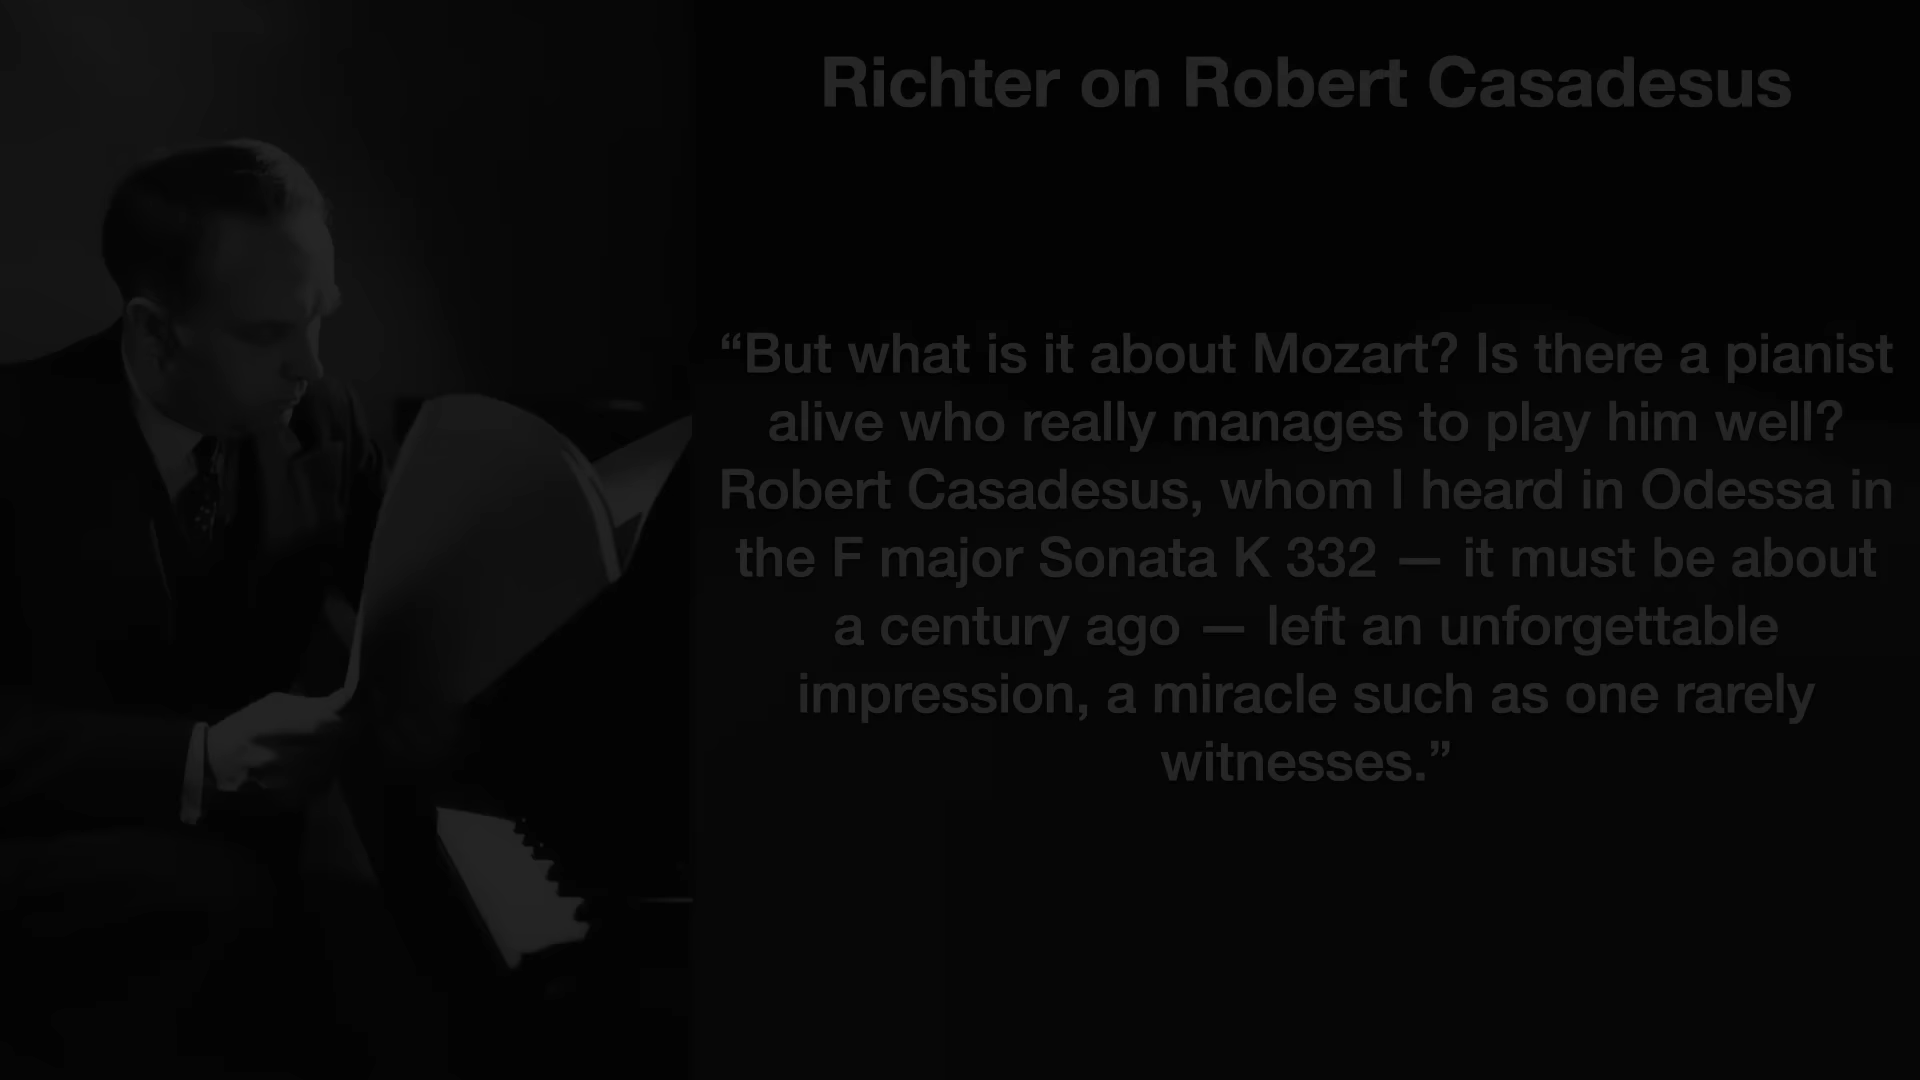 Richter on Robert Casadesus
“But what is it about Mozart? Is there a pianist
alive who really manages to play him well?
Robert Casadesus, whom I heard in Odessa in
the F major Sonata K 332 — it must be about
a century ago — left an unforgettable
impression, a miracle such as one rarely
witnesses.”